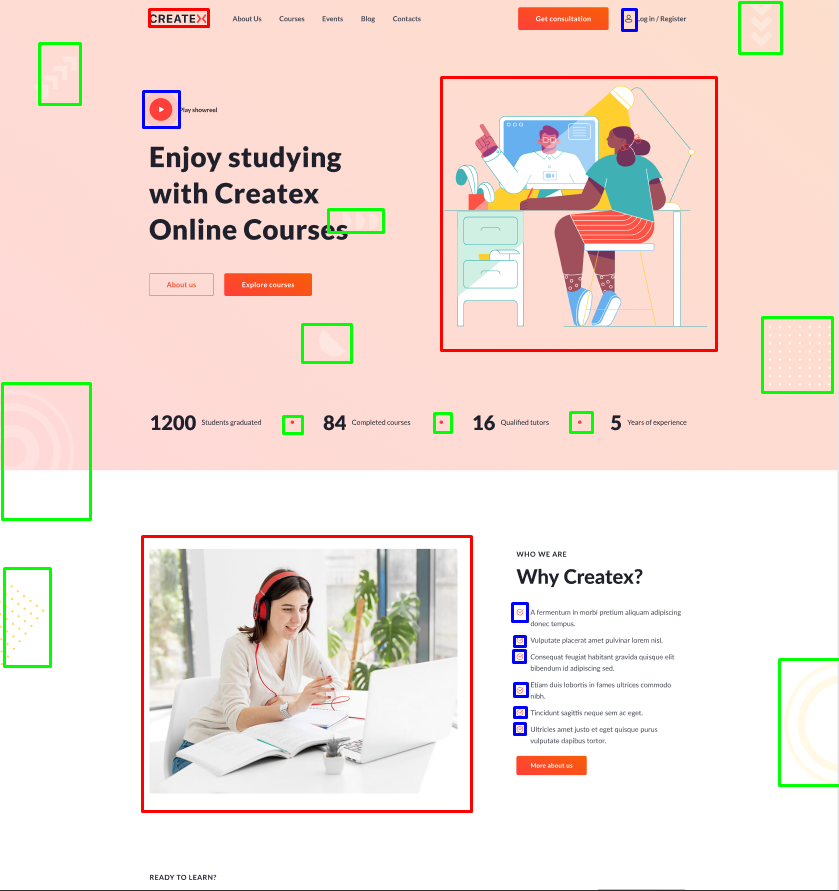 CREATEX
About Us
Courses
Events
Blog
Contacts
Get consultation
Log in / Register
Play showreel
Enjoy studying
with Createx
Online Courses
About us
Explore courses
1200 Students graduated
84 Completed courses
16 Qualified tutors
5 Years of experience
WHO WE ARE
Why Createx?
A fermentum in morbi pretium aliquam adipiscing
donec tempus.
Vulputate placerat amet pulvinar lorem nisl.
Consequat feugiat habitant gravida quisque elit
bibendum id adipiscing sed.
Etiam duis lobortis in fames ultrices commodo
nibh.
Tincidunt sagittis neque sem ac eget.
Ultricies amet justo et eget quisque purus
vulputate dapibus tortor.
More about us
READY TO LEARN?